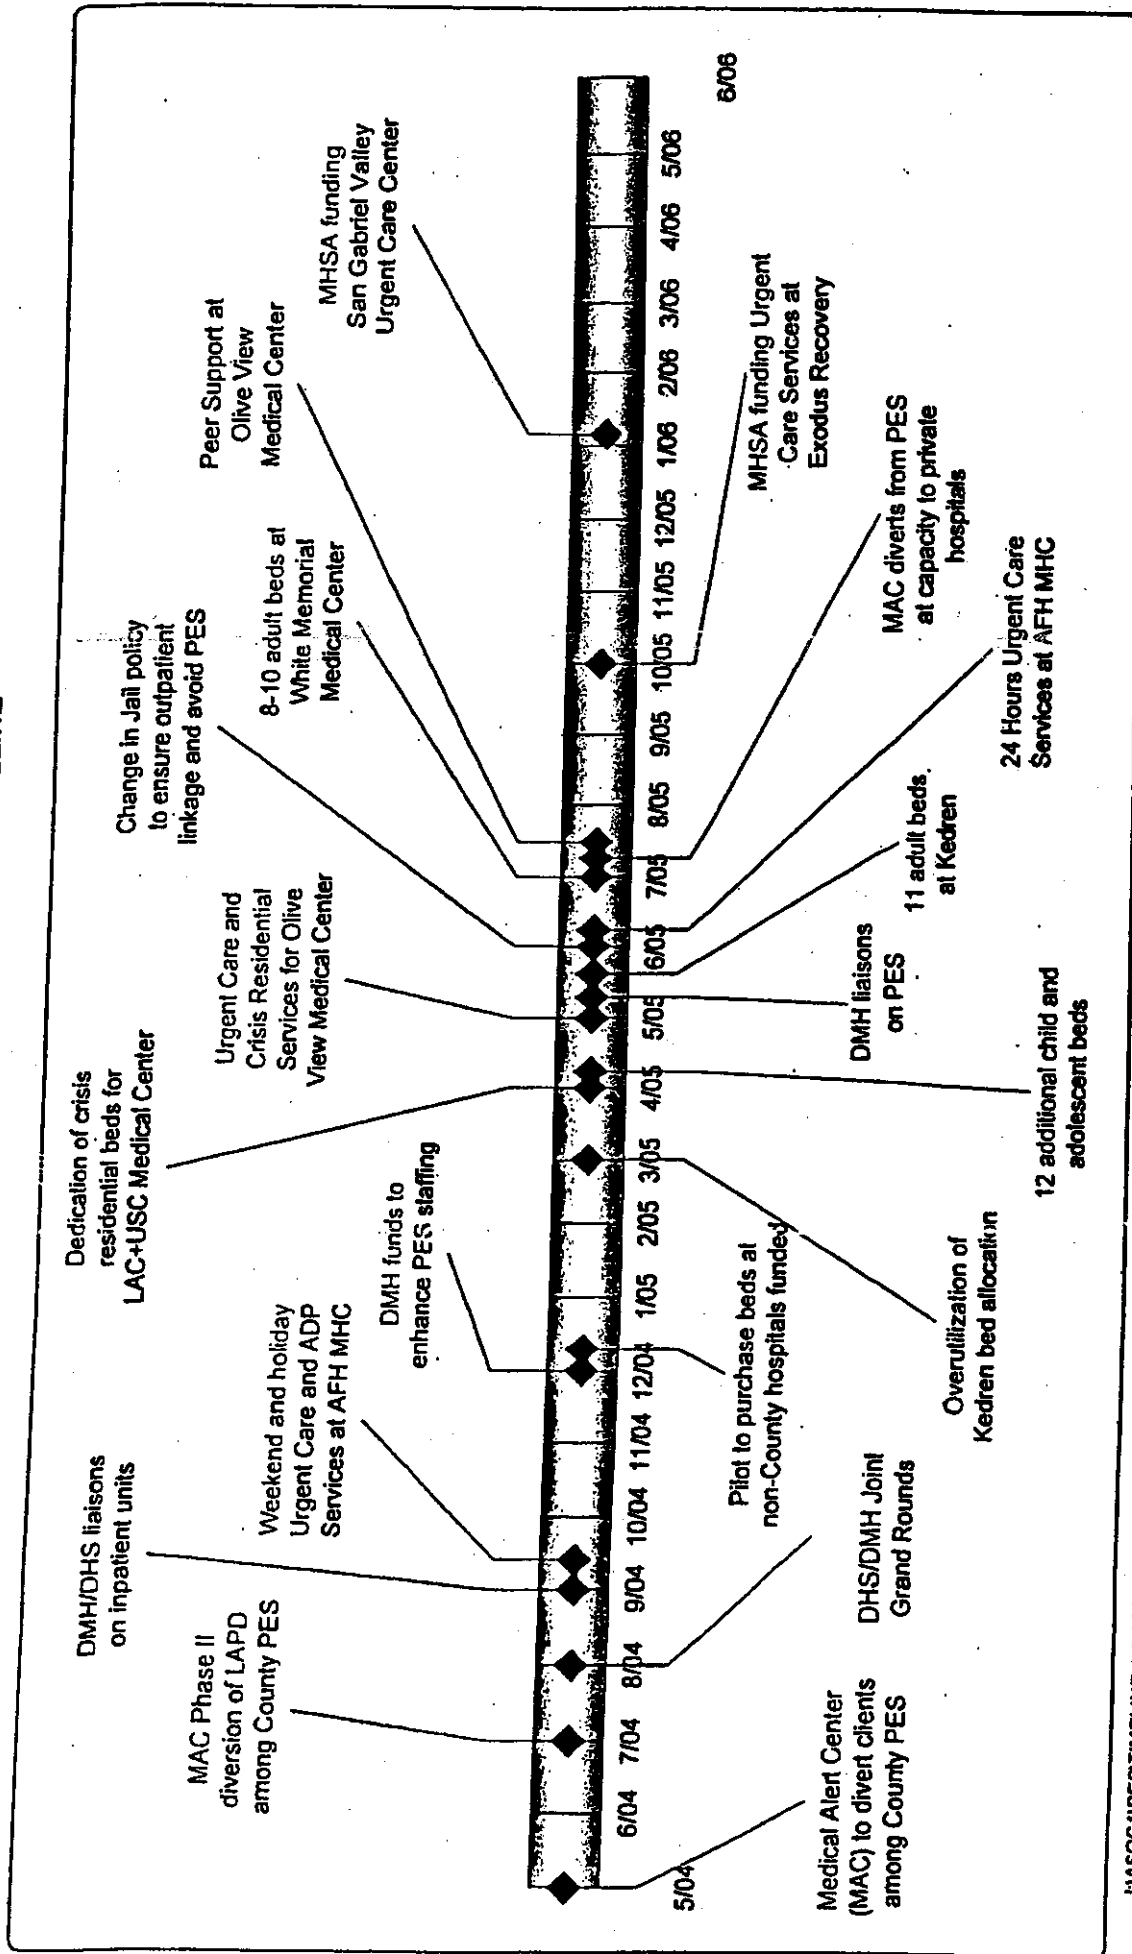 MAC Phase II
diversion of LAPD
among County PES
DMH/DHS liaisons
on inpatient units
Weekend and holiday
Urgent Care and ADP
Services at AFH MHC
DMH funds to
enhance PES staffing
Dedication of crisis
residential beds for
LAC+USC Medical Center
Urgent Care and
Crisis Residential
Services for Olive
View Medical Center
Change in Jail policy
to ensure outpatient
linkage and avoid PES
8-10 adult beds at
White Memorial
Medical Center
Peer Support at
Olive View
Medical Center
MHSA funding
San Gabriel Valley
Urgent Care Center
5/04
6/04
7/04
8/04
9/04
10/04
11/04
12/04
1/05
2/05
3/05
4/05
5/05
6/05
7/05
8/05
9/05
10/05
11/05
12/05
1/06
2/06
3/06
4/06
5/06
6/06
Medical Alert Center
(MAC) to divert clients
among County PES
DHS/DMH Joint
Grand Rounds
Pilot to purchase beds at
non-County hospitals funded
Overutilization of
Kedren bed allocation
12 additional child and
adolescent beds
DMH liaisons
on PES
11 adult beds.
at Kedren
24 Hours Urgent Care
Services at AFH MHC
MAC diverts from PES
at capacity to private
hospitals
MHSA funding Urgent
Care Services at
Exodus Recovery